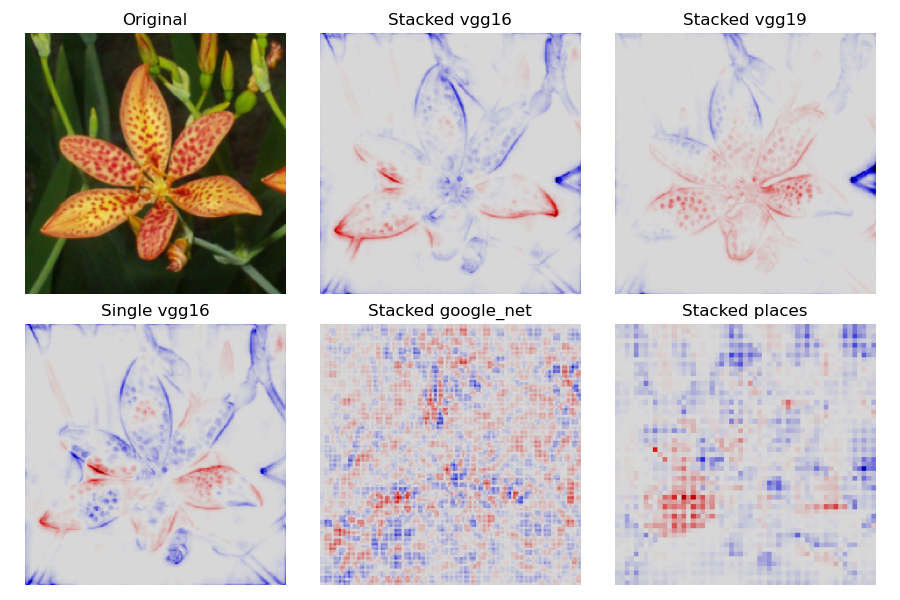 Original
Stacked vgg16
Stacked vgg19
Single vgg16
Stacked google_net
Stacked places